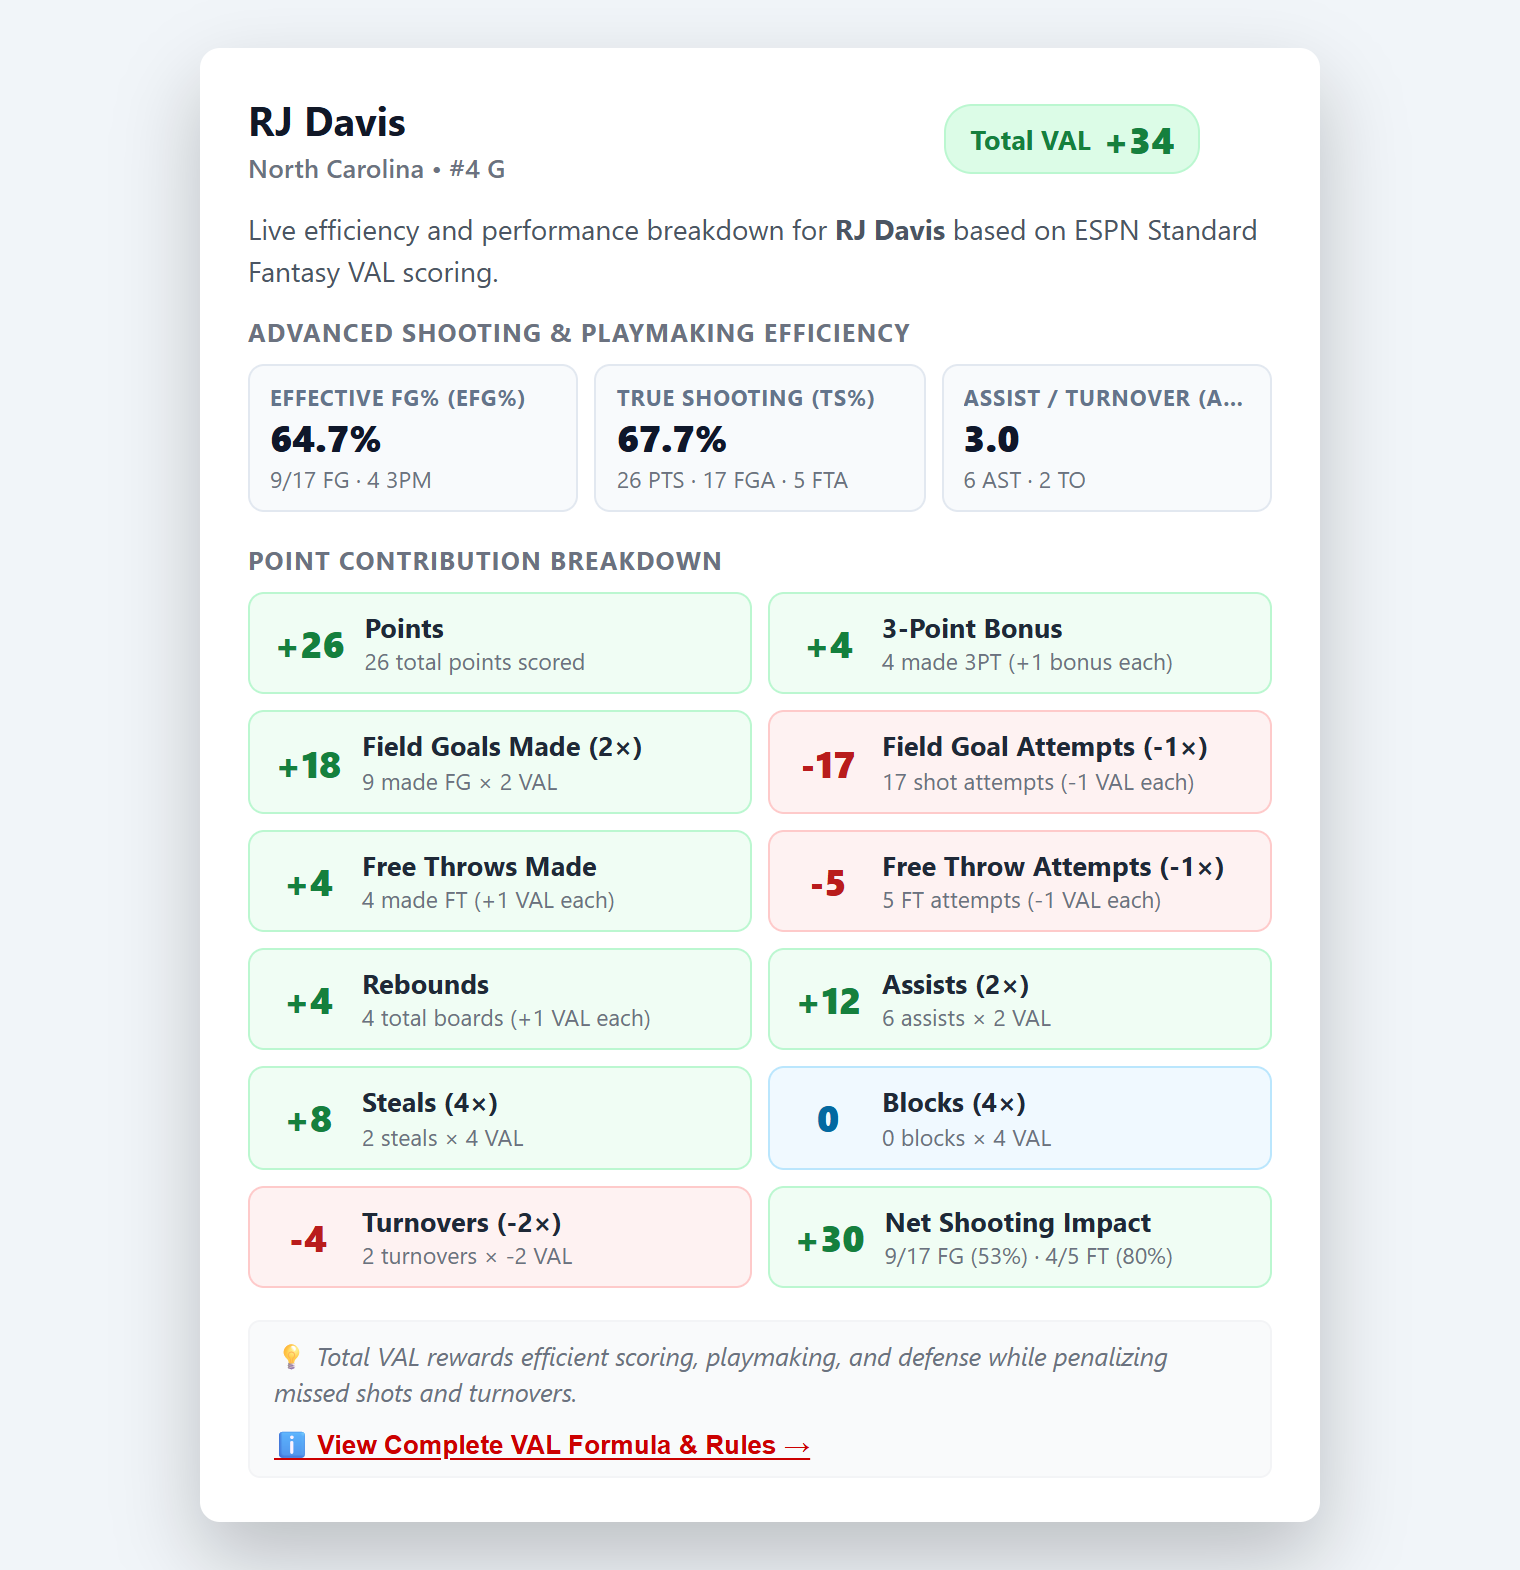 RJ Davis
North Carolina • #4 G
Total VAL +34
Live efficiency and performance breakdown for RJ Davis based on ESPN Standard
Fantasy VAL scoring.
ADVANCED SHOOTING & PLAYMAKING EFFICIENCY
EFFECTIVE FG% (EFG%)
64.7%
9/17 FG · 4 3PM
TRUE SHOOTING (TS%)
67.7%
26 PTS · 17 FGA · 5 FTA
ASSIST / TURNOVER (A...
3.0
6 AST · 2 TO
POINT CONTRIBUTION BREAKDOWN
+26
Points
26 total points scored
+4
3-Point Bonus
4 made 3PT (+1 bonus each)
+18
Field Goals Made (2×)
9 made FG × 2 VAL
-17
Field Goal Attempts (-1×)
17 shot attempts (-1 VAL each)
+4
Free Throws Made
4 made FT (+1 VAL each)
-5
Free Throw Attempts (-1×)
5 FT attempts (-1 VAL each)
+4
Rebounds
4 total boards (+1 VAL each)
+12
Assists (2×)
6 assists × 2 VAL
+8
Steals (4×)
2 steals × 4 VAL
0
Blocks (4×)
0 blocks × 4 VAL
-4
Turnovers (-2×)
2 turnovers × -2 VAL
+30
Net Shooting Impact
9/17 FG (53%) · 4/5 FT (80%)
💡 Total VAL rewards efficient scoring, playmaking, and defense while penalizing
missed shots and turnovers.
ℹ️ View Complete VAL Formula & Rules →